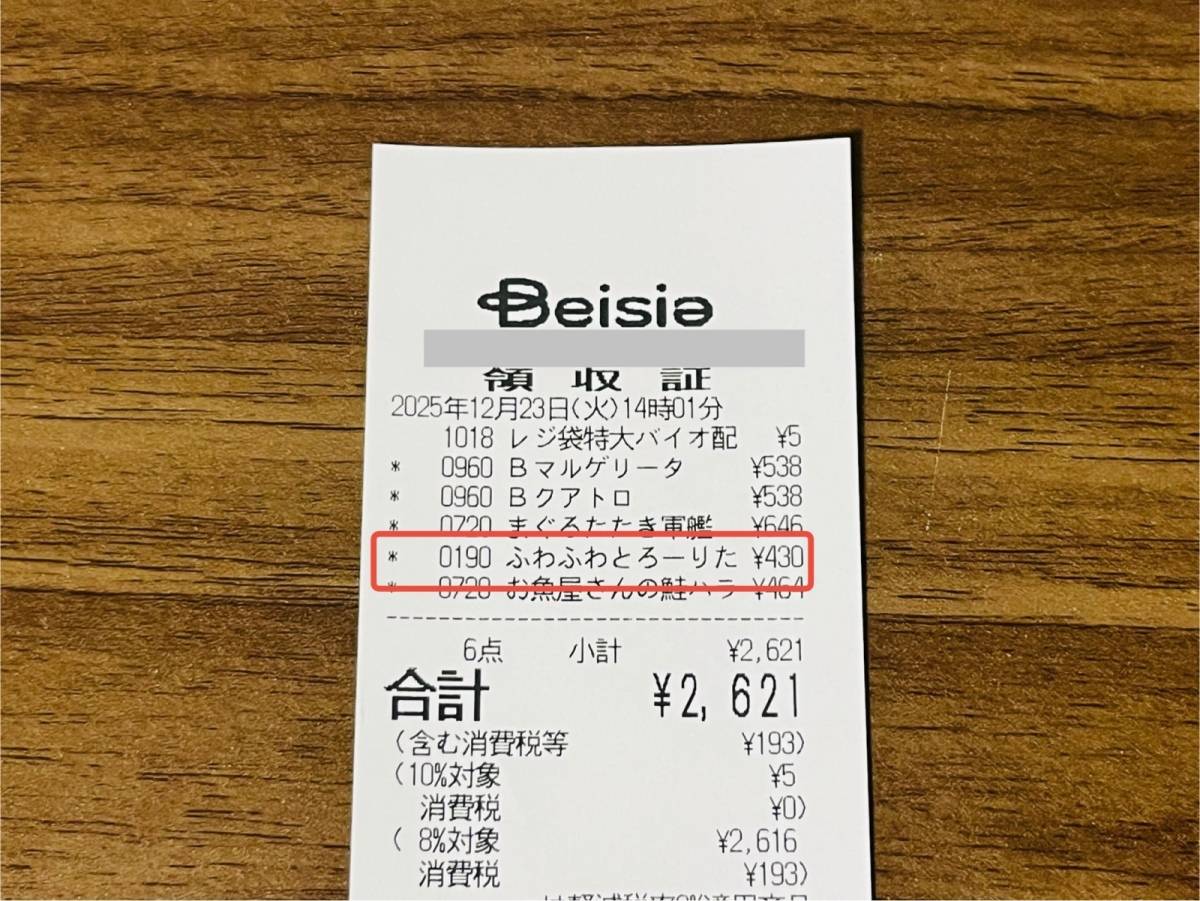 Beisia
領収証
2025年12月23日(火)14時01分
1018 レジ袋特大バイオ配 ¥5
* 0960 Bマルゲリータ ¥538
* 0960 Bクアトロ ¥538
* 0720 まぐろたたき軍艦 ¥646
* 0190 ふわふわとろーりた ¥430
* 0720 お魚屋さんの鮭ハラ ¥464
6点 小計 ¥2,621
合計 ¥2,621
(含む消費税等 ¥193)
(10%対象 ¥5
消費税 ¥0)
( 8%対象 ¥2,616
消費税 ¥193)